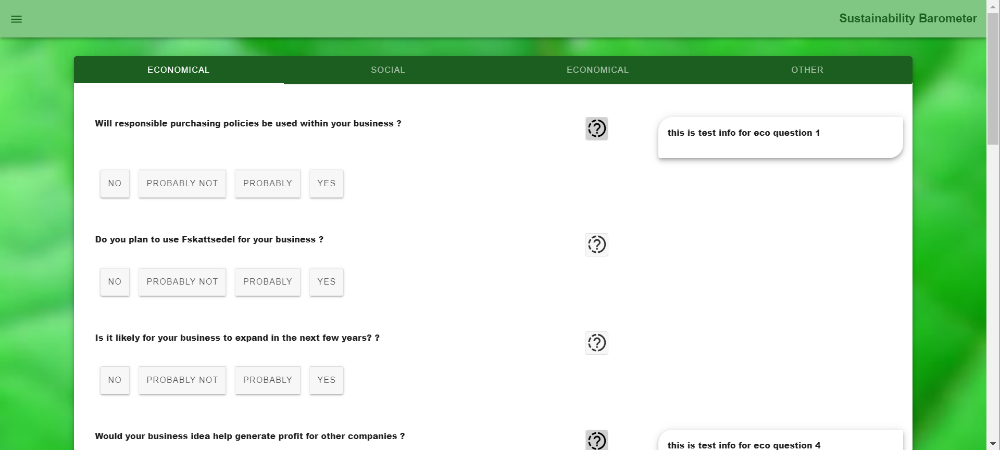 Sustainability Barometer
ECONOMICAL SOCIAL ECONOMICAL OTHER
Will responsible purchasing policies be used within your business ?
this is test info for eco question 1
NO PROBABLY NOT PROBABLY YES
Do you plan to use Fskattsedel for your business ?
NO PROBABLY NOT PROBABLY YES
Is it likely for your business to expand in the next few years? ?
NO PROBABLY NOT PROBABLY YES
Would your business idea help generate profit for other companies ?
this is test info for eco question 4